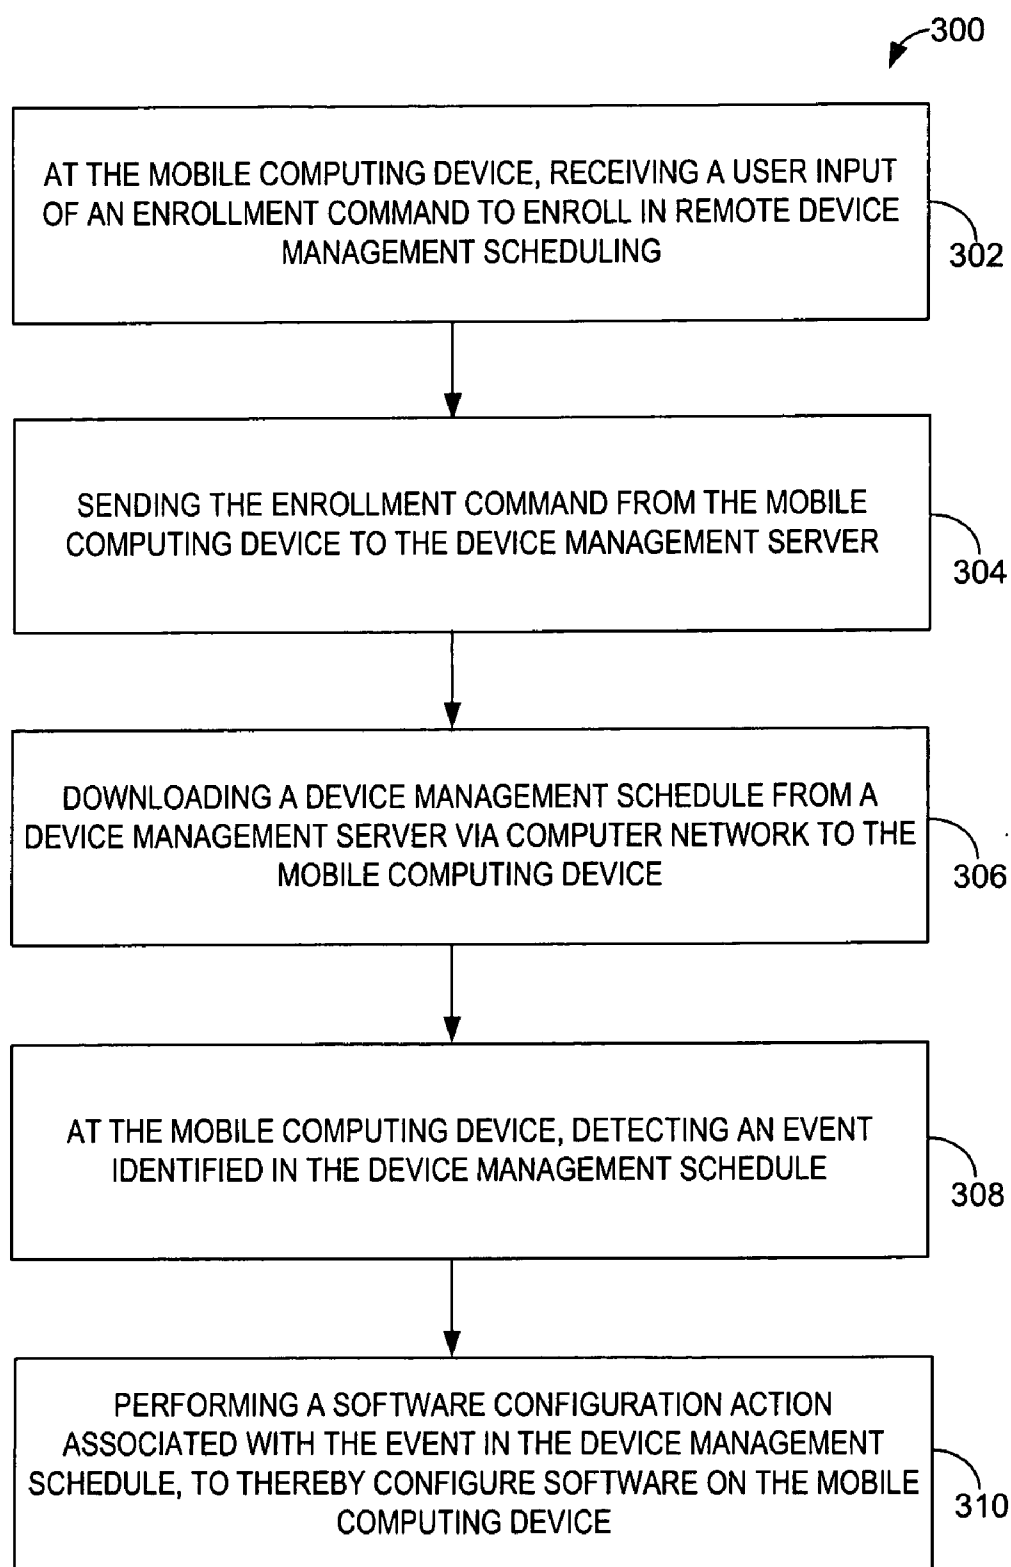 300
AT THE MOBILE COMPUTING DEVICE, RECEIVING A USER INPUT
OF AN ENROLLMENT COMMAND TO ENROLL IN REMOTE DEVICE
MANAGEMENT SCHEDULING
302
SENDING THE ENROLLMENT COMMAND FROM THE MOBILE
COMPUTING DEVICE TO THE DEVICE MANAGEMENT SERVER
304
DOWNLOADING A DEVICE MANAGEMENT SCHEDULE FROM A
DEVICE MANAGEMENT SERVER VIA COMPUTER NETWORK TO THE
MOBILE COMPUTING DEVICE
306
AT THE MOBILE COMPUTING DEVICE, DETECTING AN EVENT
IDENTIFIED IN THE DEVICE MANAGEMENT SCHEDULE
308
PERFORMING A SOFTWARE CONFIGURATION ACTION
ASSOCIATED WITH THE EVENT IN THE DEVICE MANAGEMENT
SCHEDULE, TO THEREBY CONFIGURE SOFTWARE ON THE MOBILE
COMPUTING DEVICE
310